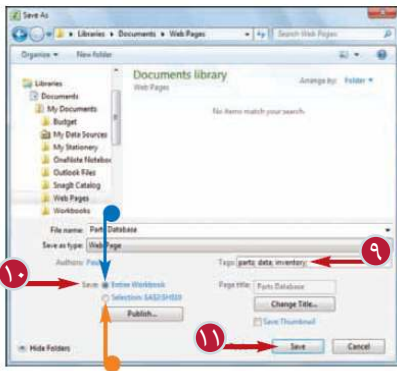 Save As
Libraries ▸ Documents ▸ Web Pages
Search Web Pages
Organize
New folder
Libraries
Documents
My Documents
Budget
My Data Sources
My Stationery
OneNote Notebook
Outlook Files
SnagIt Catalog
Web Pages
Workbooks
Documents library
Web Pages
Arrange by: Folder
No items match your search.
File name: Parts Database
Save as type: Web Page
Authors:
Tags: parts; data; inventory;
٩
١٠
Save: Entire Workbook
Selection: $A$2:$H$10
Publish...
Page title: Parts Database
Change Title...
Save Thumbnail
١١
Hide Folders
Save
Cancel